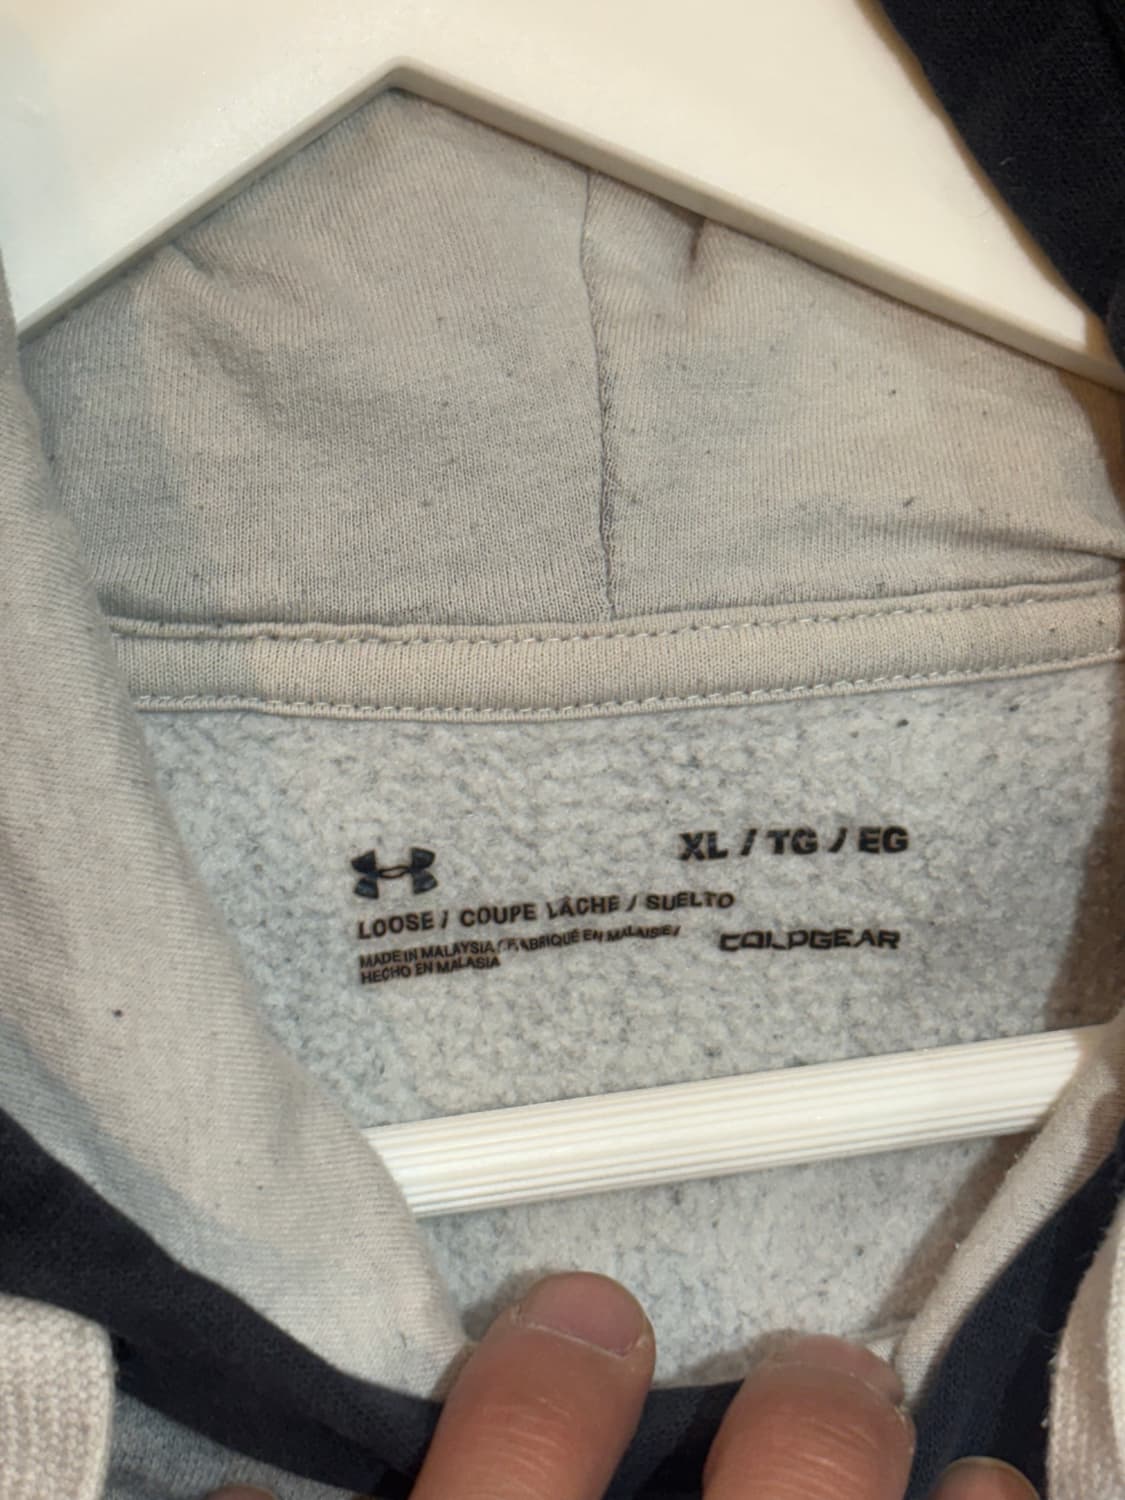 XL / TG / EG
LOOSE / COUPE LÂCHE / SUELTO
MADE IN MALAYSIA / FABRIQUÉ EN MALAISIE /
HECHO EN MALASIA
COLDGEAR